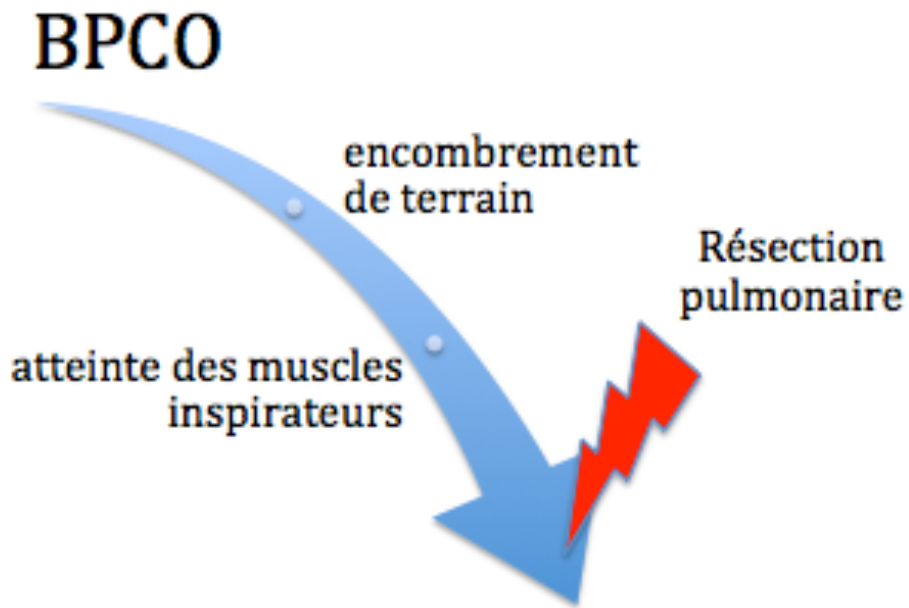 BPCO
encombrement
de terrain
Résection
pulmonaire
atteinte des muscles
inspirateurs